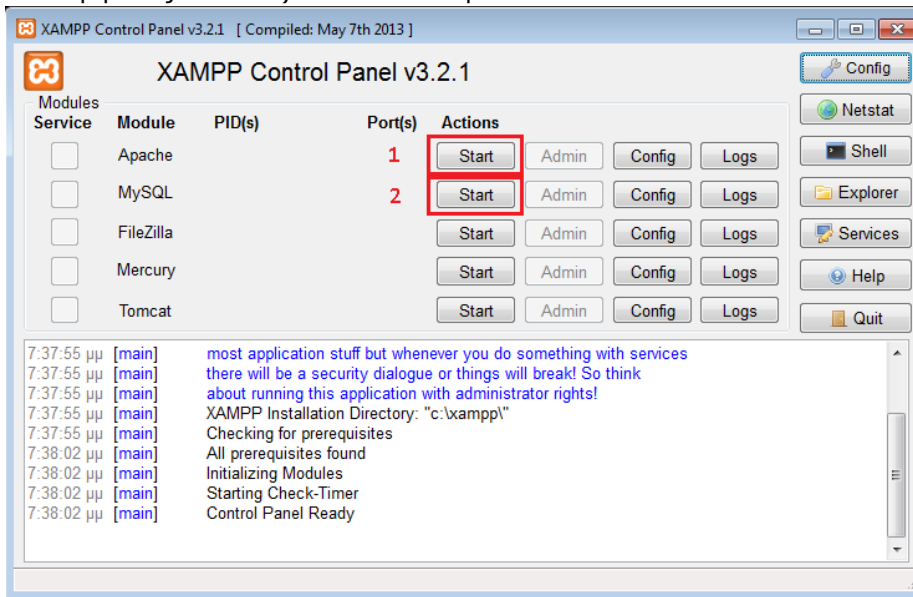 XAMPP Control Panel v3.2.1 [ Compiled: May 7th 2013 ]
XAMPP Control Panel v3.2.1
Config
Modules
Service Module PID(s) Port(s) Actions
Netstat
Apache 1 Start Admin Config Logs
Shell
MySQL 2 Start Admin Config Logs
Explorer
FileZilla Start Admin Config Logs
Services
Mercury Start Admin Config Logs
Help
Tomcat Start Admin Config Logs
Quit
7:37:55 μμ [main] most application stuff but whenever you do something with services
7:37:55 μμ [main] there will be a security dialogue or things will break! So think
7:37:55 μμ [main] about running this application with administrator rights!
7:37:55 μμ [main] XAMPP Installation Directory: "c:\xampp\"
7:37:55 μμ [main] Checking for prerequisites
7:38:02 μμ [main] All prerequisites found
7:38:02 μμ [main] Initializing Modules
7:38:02 μμ [main] Starting Check-Timer
7:38:02 μμ [main] Control Panel Ready